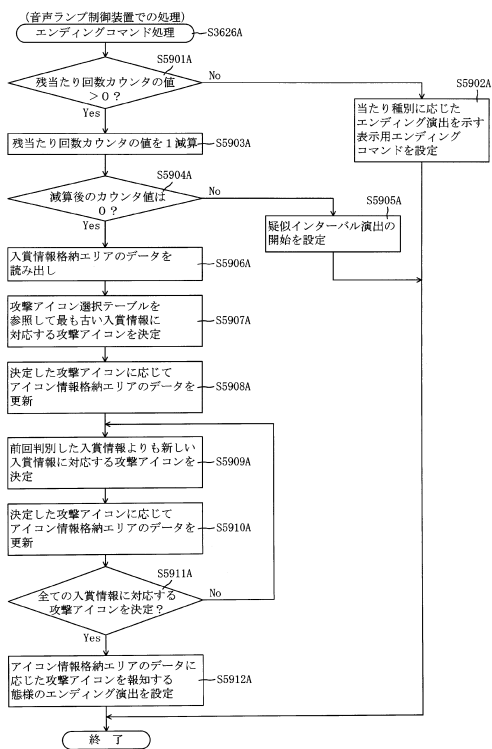 (音声ランプ制御装置での処理)
エンディングコマンド処理
S3626A
S5901A
残当たり回数カウンタの値
>0?
No
Yes
S5902A
当たり種別に応じた
エンディング演出を示す
表示用エンディング
コマンドを設定
残当たり回数カウンタの値を1減算
S5903A
S5904A
減算後のカウンタ値は
0?
No
Yes
S5905A
疑似インターバル演出の
開始を設定
入賞情報格納エリアのデータを
読み出し
S5906A
攻撃アイコン選択テーブルを
参照して最も古い入賞情報に
対応する攻撃アイコンを決定
S5907A
決定した攻撃アイコンに応じて
アイコン情報格納エリアのデータを
更新
S5908A
前回判別した入賞情報よりも新しい
入賞情報に対応する攻撃アイコンを
決定
S5909A
決定した攻撃アイコンに応じて
アイコン情報格納エリアのデータを
更新
S5910A
S5911A
全ての入賞情報に対応する
攻撃アイコンを決定?
No
Yes
アイコン情報格納エリアのデータに
応じた攻撃アイコンを報知する
態様のエンディング演出を設定
S5912A
終了